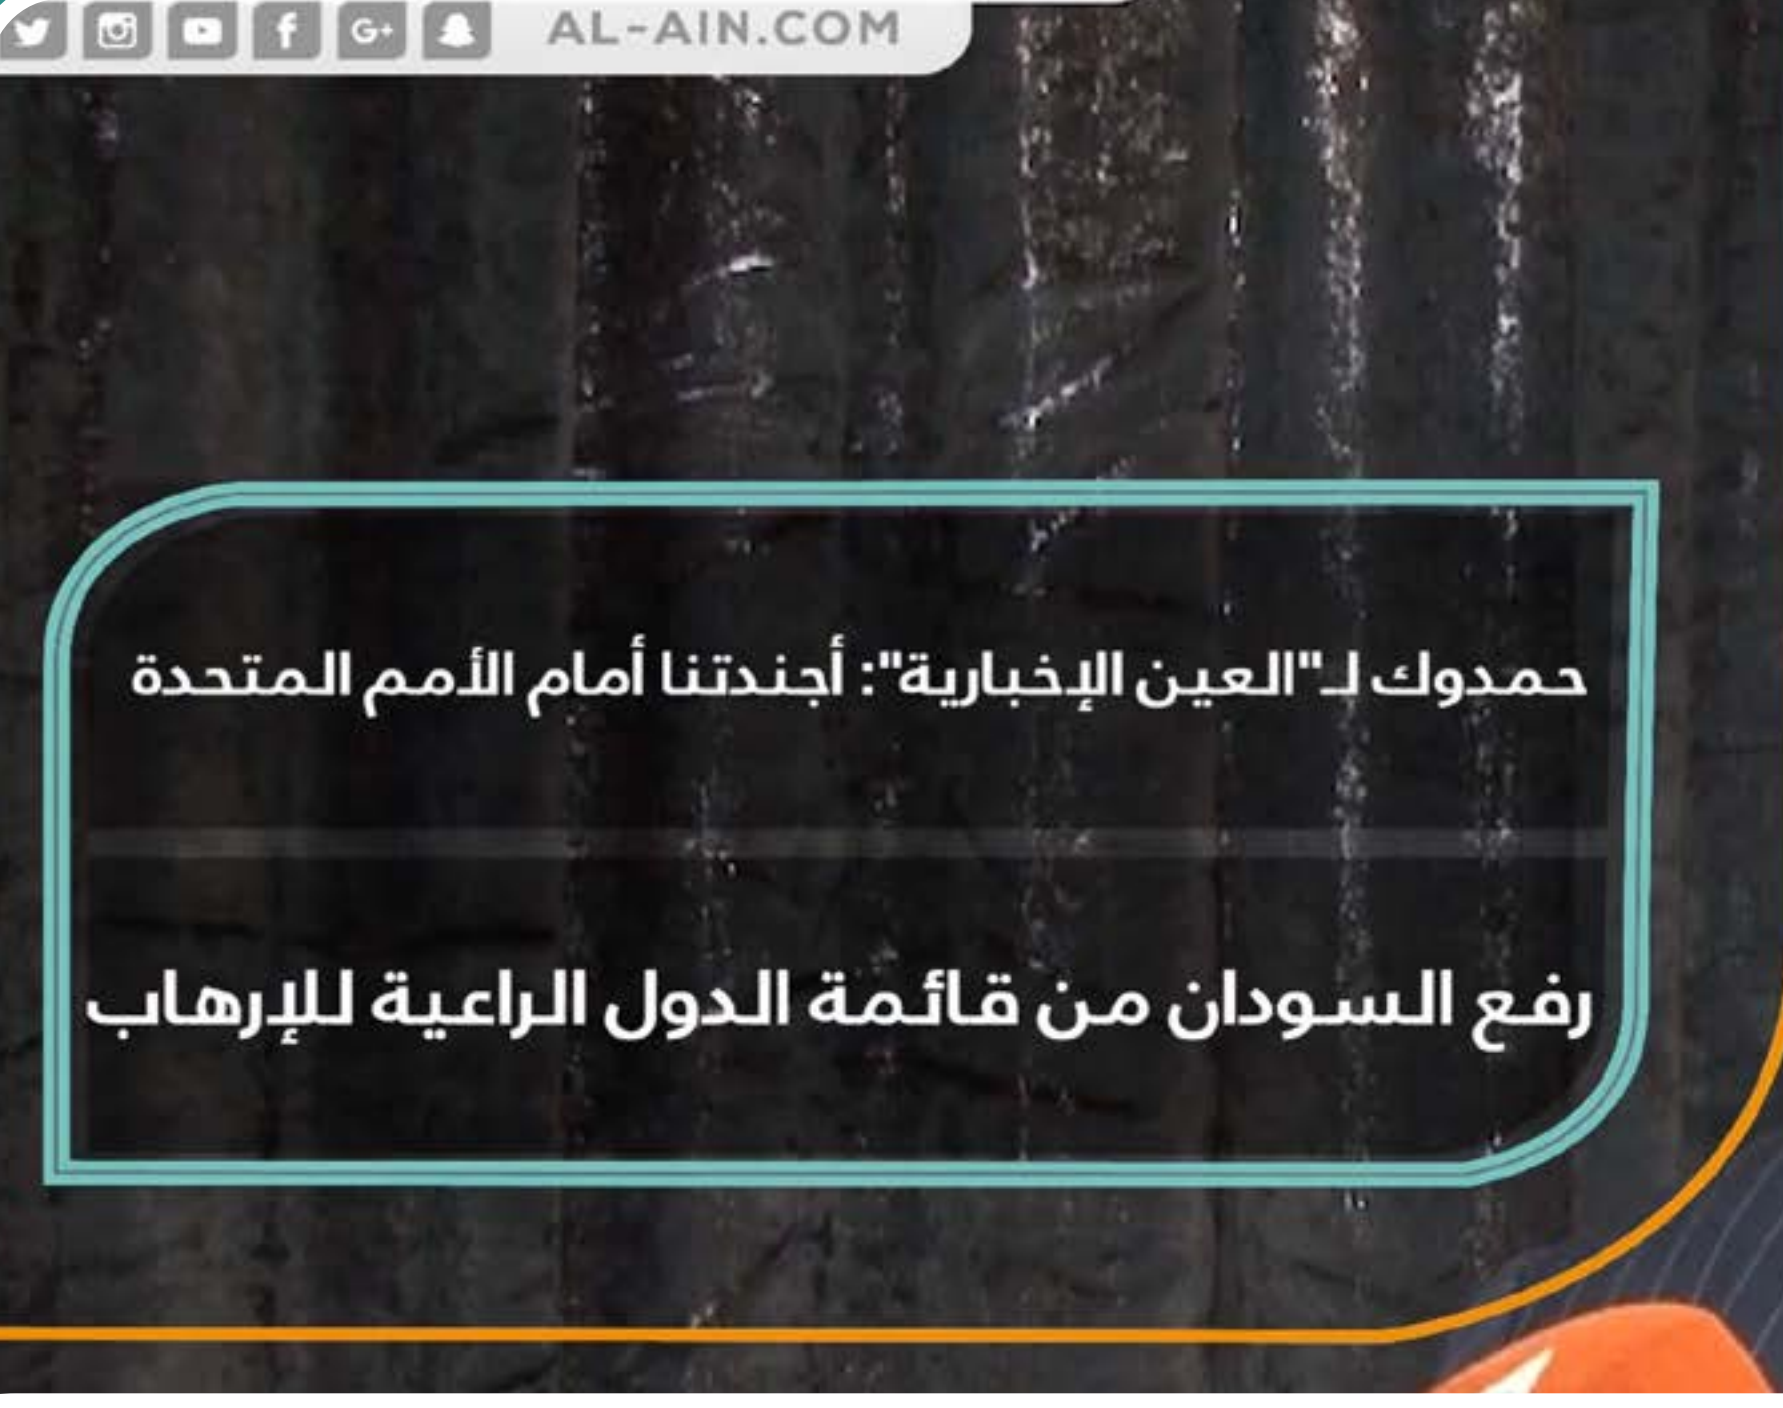 AL-AIN.COM
حمدوك لـ"العين الإخبارية": أجندتنا أمام الأمم المتحدة
رفع السودان من قائمة الدول الراعية للإرهاب